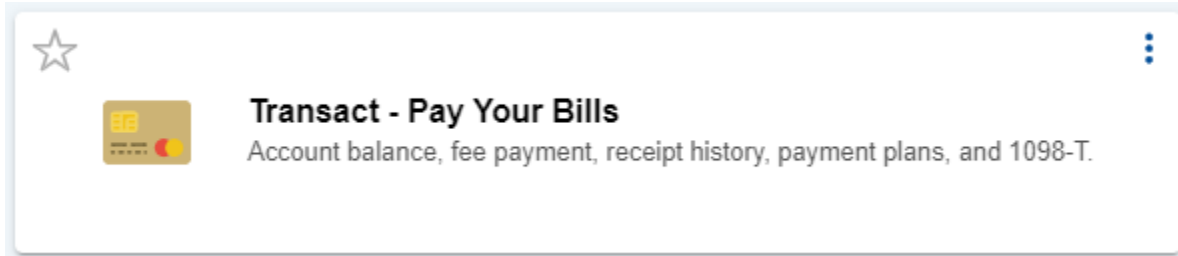 Transact - Pay Your Bills
Account balance, fee payment, receipt history, payment plans, and 1098-T.